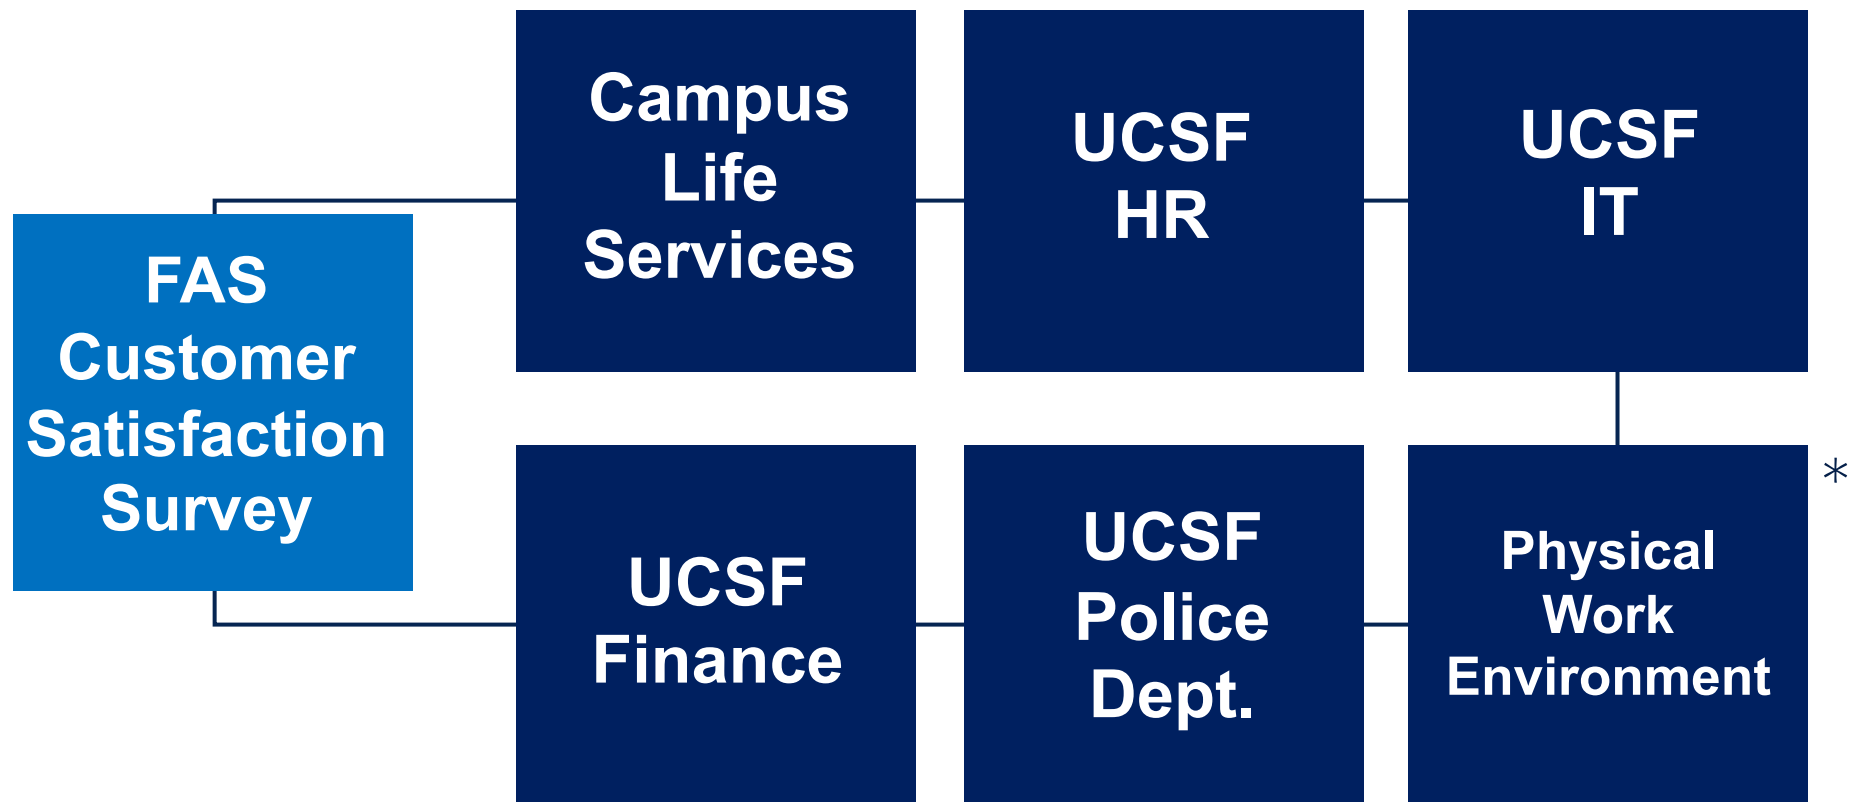 FAS
Customer
Satisfaction
Survey
Campus
Life
Services
UCSF
HR
UCSF
IT
UCSF
Finance
UCSF
Police
Dept.
Physical
Work
Environment
*